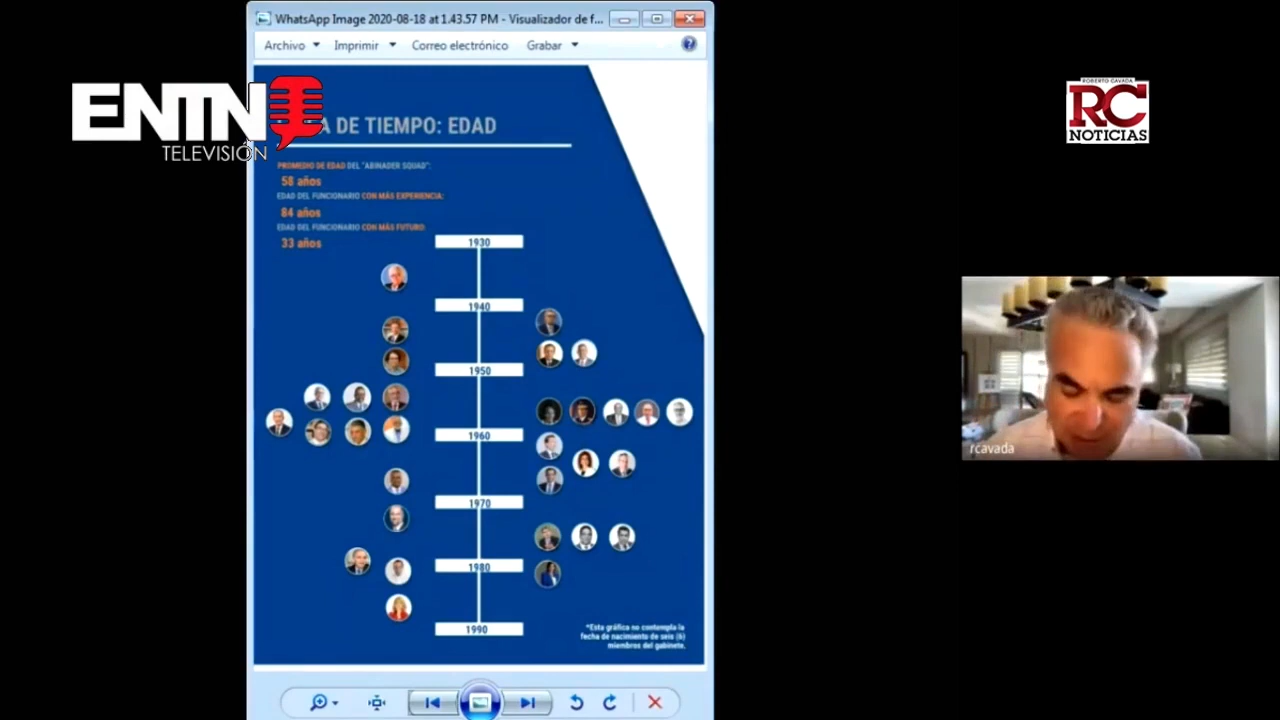 WhatsApp Image 2020-08-18 at 1.43.57 PM - Visualizador de f...
Archivo
Imprimir
Correo electrónico
Grabar
ENTN
TELEVISIÓN
A DE TIEMPO: EDAD
PROMEDIO DE EDAD DEL "ABINADER SQUAD":
58 años
EDAD DEL FUNCIONARIO CON MÁS EXPERIENCIA:
84 años
EDAD DEL FUNCIONARIO CON MÁS FUTURO:
33 años
1930
1940
1950
1960
1970
1980
1990
*Esta gráfica no contempla la
fecha de nacimiento de seis (6)
miembros del gabinete.
ROBERTO CAVADA
RC
NOTICIAS
rcavada